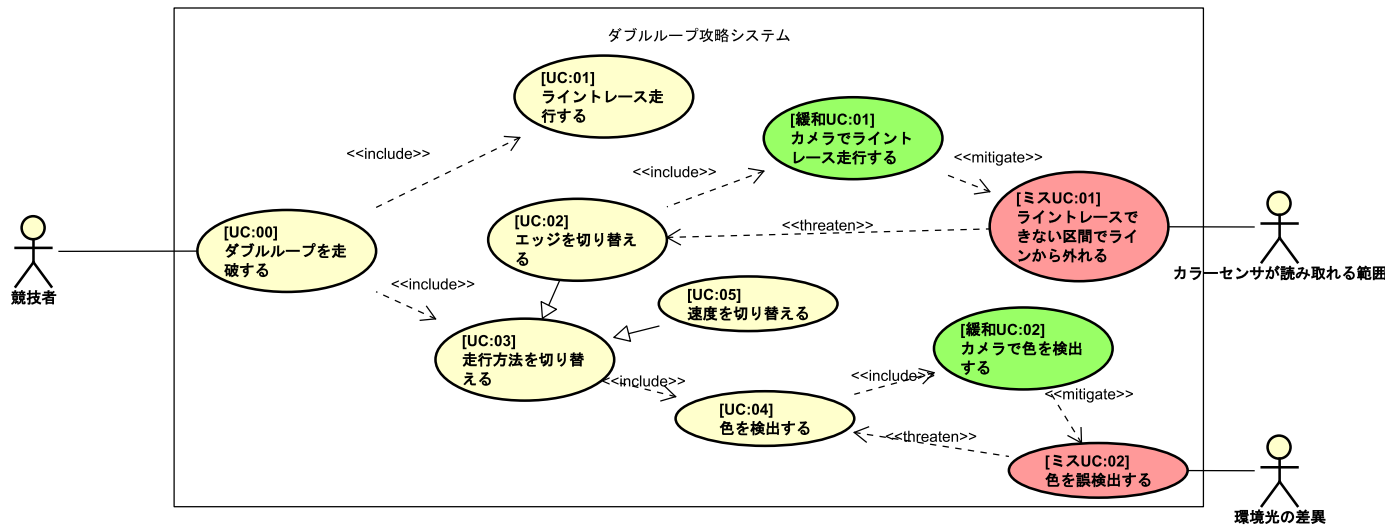 ダブルループ攻略システム
[UC:01]
ライントレース走
行する
[緩和UC:01]
カメラでライント
レース走行する
<<include>>
<<mitigate>>
<<include>>
[ミスUC:01]
ライントレースで
きない区間でライ
ンから外れる
[UC:02]
エッジを切り替え
る
<<threaten>>
[UC:00]
ダブルループを走
破する
競技者
カラーセンサが読み取れる範囲
<<include>>
[UC:05]
速度を切り替える
[UC:03]
走行方法を切り替
える
[緩和UC:02]
カメラで色を検出
する
<<include>>
<<include>>
<<mitigate>>
[UC:04]
色を検出する
<<threaten>>
[ミスUC:02]
色を誤検出する
環境光の差異